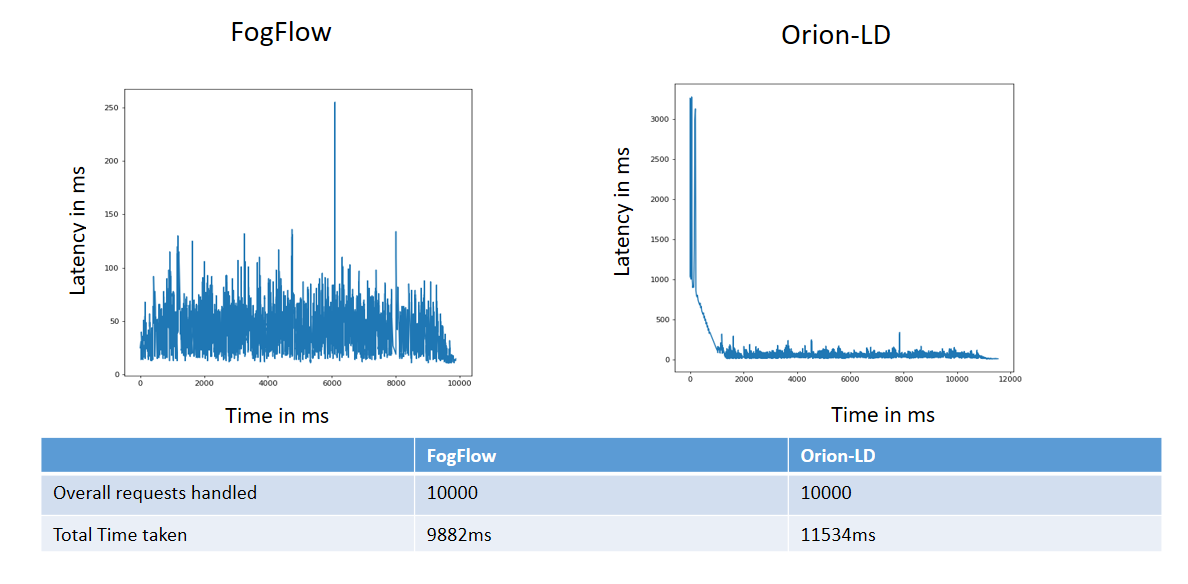 FogFlow
Orion-LD
Latency in ms
250
200
150
100
50
0
0 2000 4000 6000 8000 10000
Time in ms
Latency in ms
3000
2500
2000
1500
1000
500
0
0 2000 4000 6000 8000 10000 12000
Time in ms
FogFlow Orion-LD
Overall requests handled 10000 10000
Total Time taken 9882ms 11534ms